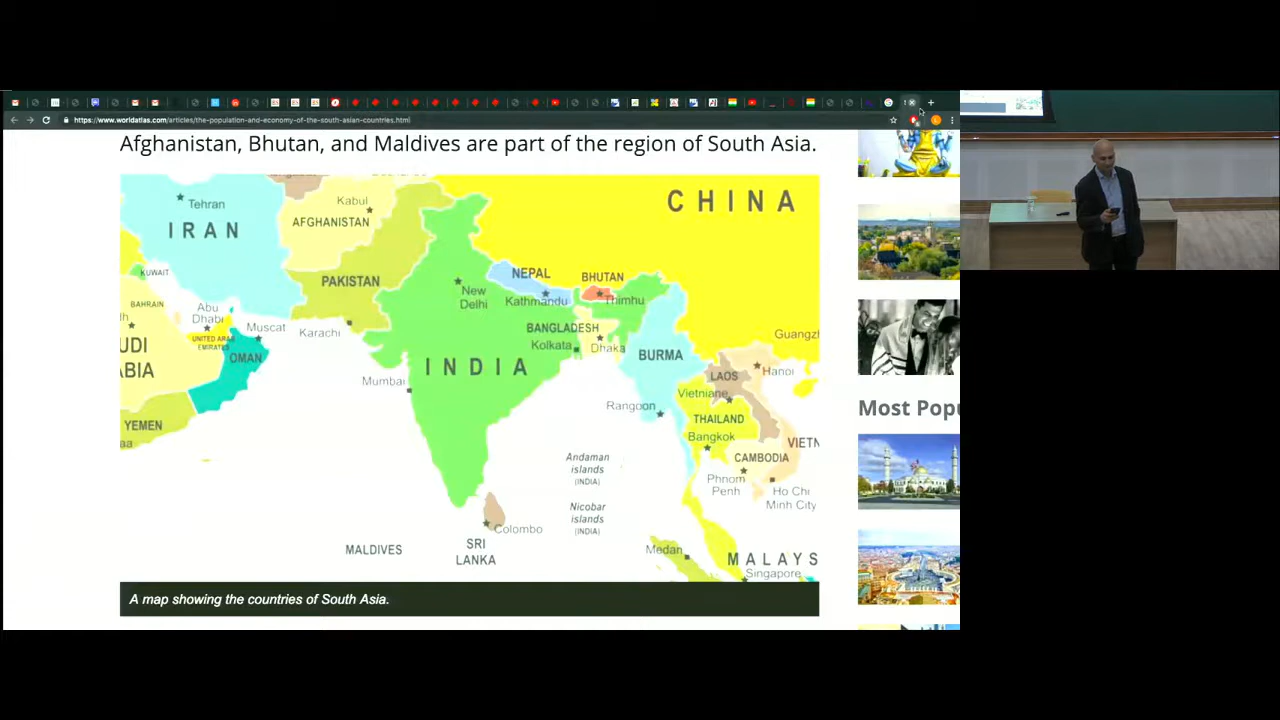 https://www.worldatlas.com/articles/the-population-and-economy-of-the-south-asian-countries.html
Afghanistan, Bhutan, and Maldives are part of the region of South Asia.
CHINA
Tehran
IRAN
Kabul
AFGHANISTAN
PAKISTAN
KUWAIT
BAHRAIN
Abu
Dhabi
UNITED ARAB
EMIRATES
Muscat
OMAN
UDI
ABIA
YEMEN
Karachi
New
Delhi
NEPAL
Kathmandu
BHUTAN
Thimhu
BANGLADESH
Kolkata
Dhaka
INDIA
Mumbai
BURMA
Rangoon
Guangzh
LAOS
Hanoi
Vietniane
THAILAND
Bangkok
VIETN
CAMBODIA
Phnom
Penh
Ho Chi
Minh City
Andaman
islands
(INDIA)
Nicobar
islands
(INDIA)
Colombo
SRI
LANKA
MALDIVES
Medan
MALAYS
Singapore
A map showing the countries of South Asia.
Most Popu